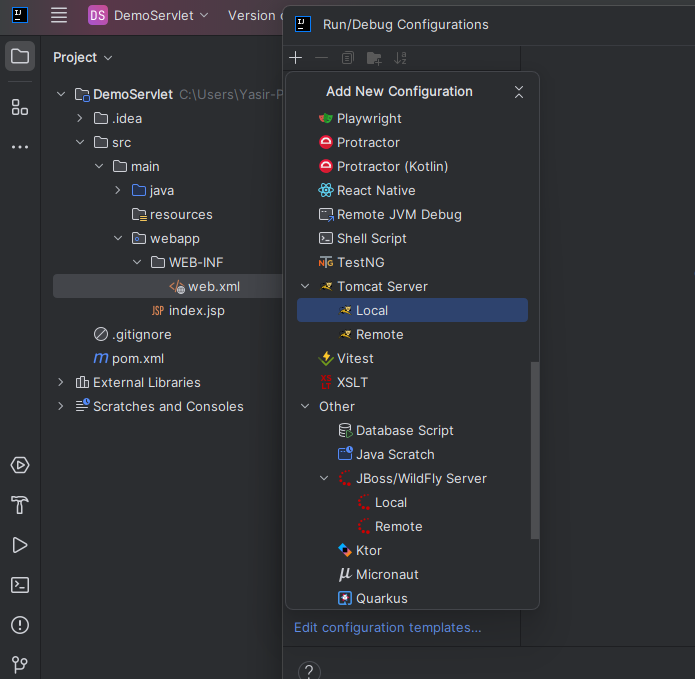 DS DemoServlet Version
Run/Debug Configurations
Project
DemoServlet C:\Users\Yasir-
.idea
src
main
java
resources
webapp
WEB-INF
web.xml
JSP index.jsp
.gitignore
m pom.xml
External Libraries
Scratches and Consoles
Add New Configuration
Playwright
Protractor
Protractor (Kotlin)
React Native
Remote JVM Debug
Shell Script
TestNG
Tomcat Server
Local
Remote
Vitest
XSLT
Other
Database Script
Java Scratch
JBoss/WildFly Server
Local
Remote
Ktor
Micronaut
Quarkus
Edit configuration templates...
?